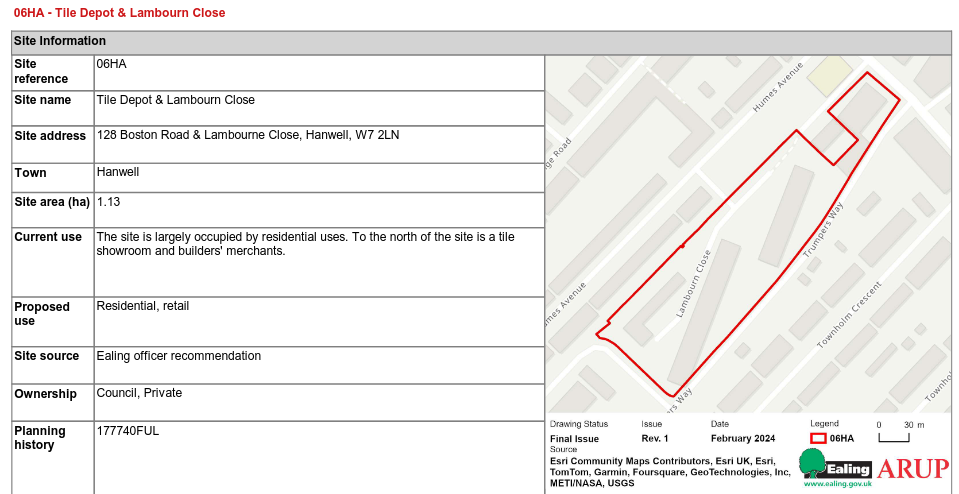 06HA - Tile Depot & Lambourn Close
Site Information
Site
reference
06HA
Site name
Tile Depot & Lambourn Close
Site address
128 Boston Road & Lambourne Close, Hanwell, W7 2LN
Town
Hanwell
Site area (ha)
1.13
Current use
The site is largely occupied by residential uses. To the north of the site is a tile
showroom and builders' merchants.
Proposed
use
Residential, retail
Site source
Ealing officer recommendation
Ownership
Council, Private
Planning
history
177740FUL
Humes Avenue
ge Road
Trumpers Way
Lambourn Close
umes Avenue
Townholm Crescent
Townho
ers Way
Drawing Status
Issue
Date
Legend
0 30 m
Final Issue
Rev. 1
February 2024
06HA
Source
Esri Community Maps Contributors, Esri UK, Esri,
TomTom, Garmin, Foursquare, GeoTechnologies, Inc,
METI/NASA, USGS
Ealing
www.ealing.gov.uk
ARUP